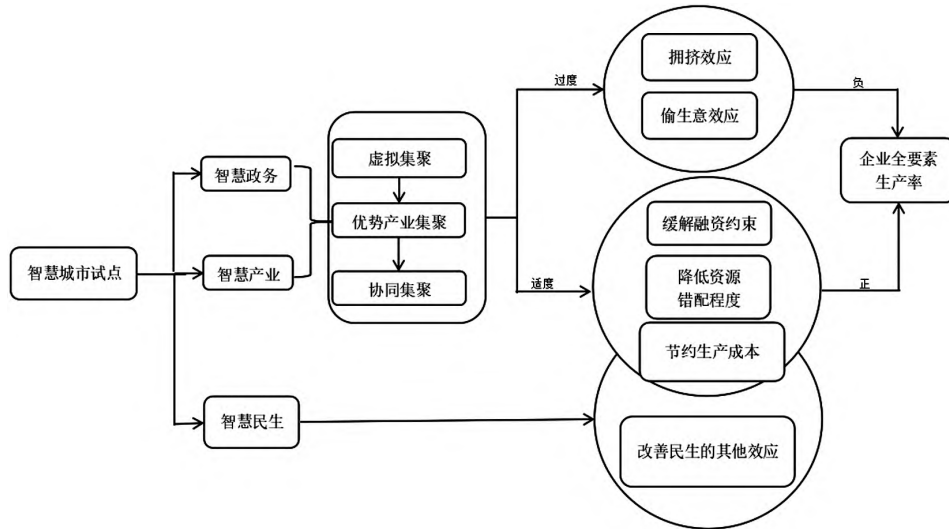 智慧城市试点
智慧政务
智慧产业
智慧民生
虚拟集聚
优势产业集聚
协同集聚
过度
适度
拥挤效应
偷生意效应
缓解融资约束
降低资源
错配程度
节约生产成本
改善民生的其他效应
负
正
企业全要素
生产率